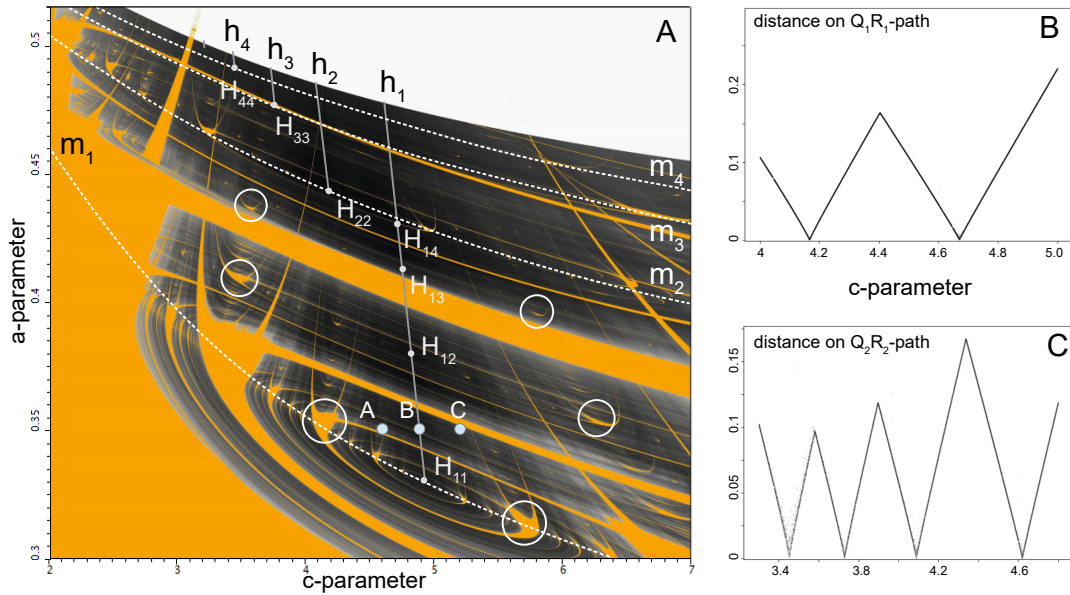 A
h4
h3
h2
h1
H44
H33
m1
m4
H22
H14
m3
H13
m2
H12
A
B
C
H11
0.5
0.45
0.4
0.35
0.3
a-parameter
2
3
4
5
6
7
c-parameter
distance on Q1R1-path
B
0.2
0.1
0
4
4.2
4.4
4.6
4.8
5.0
c-parameter
distance on Q2R2-path
C
0.15
0.1
0.05
0
3.4
3.8
4.2
4.6